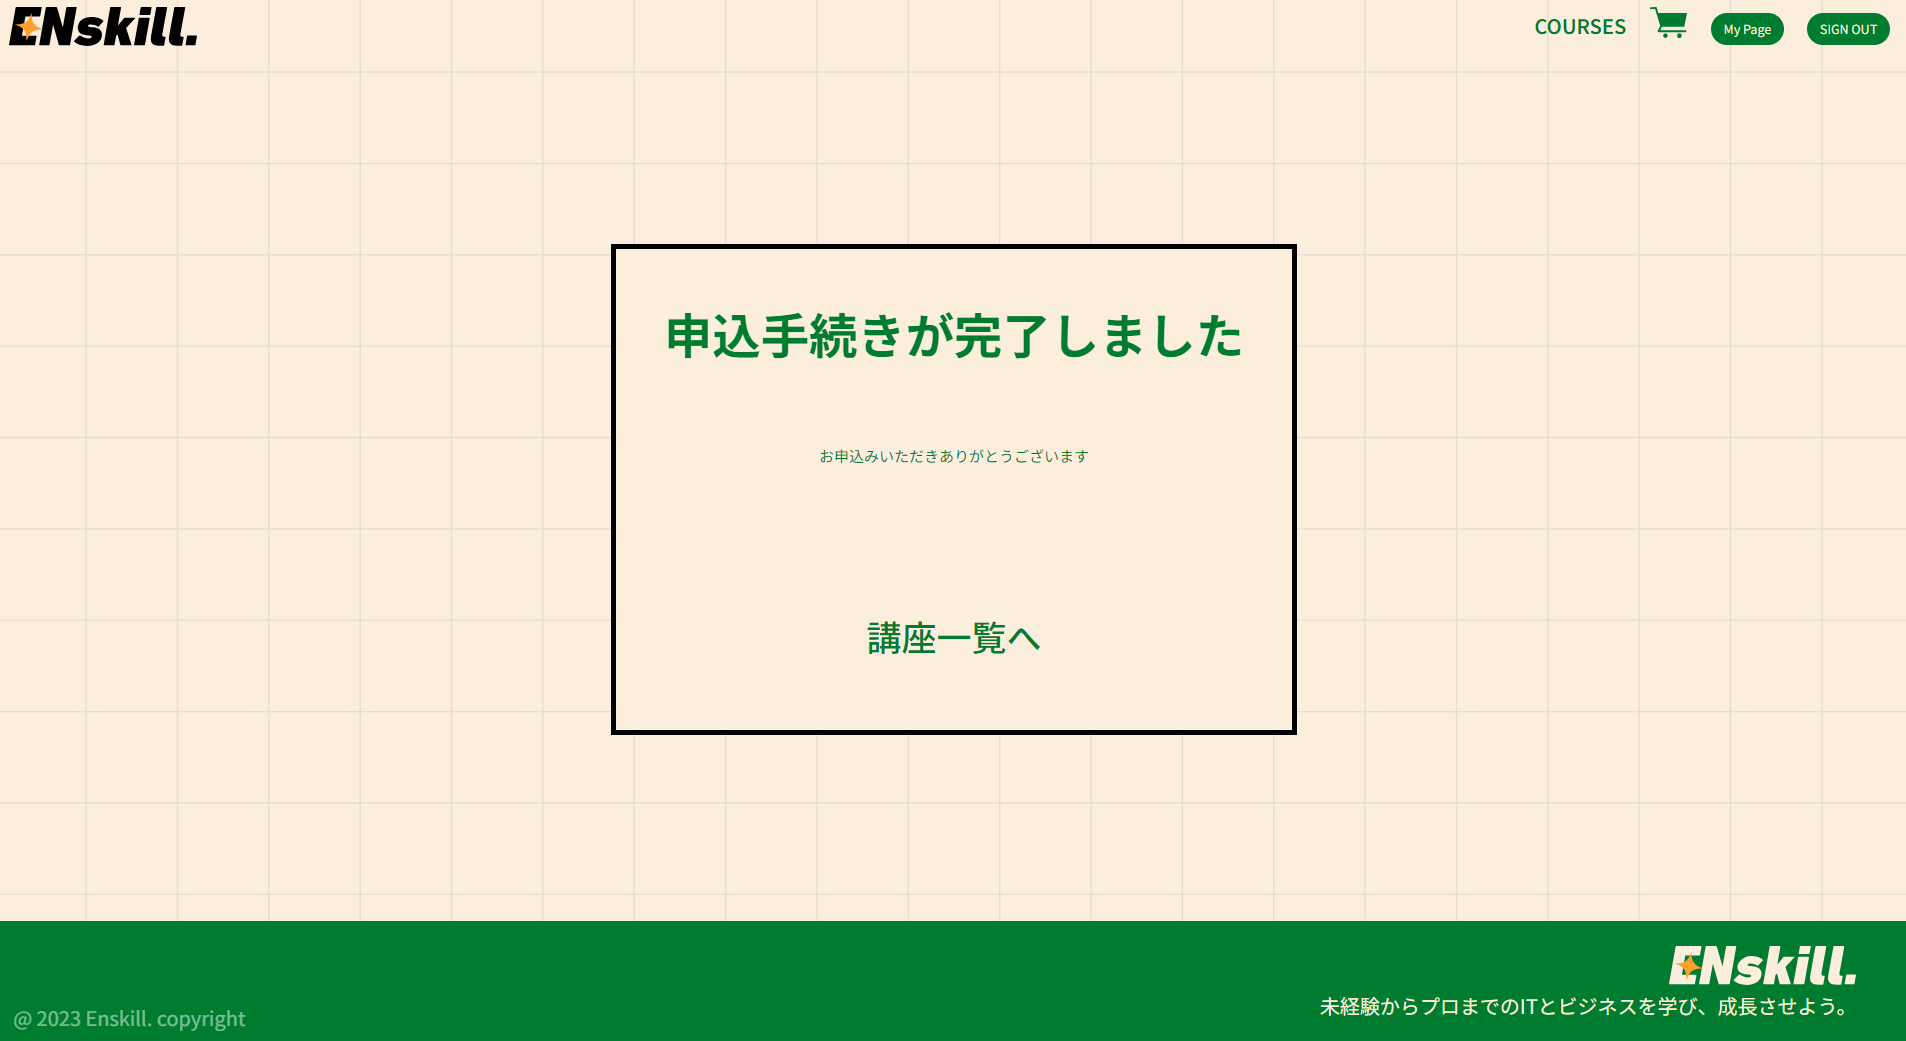 ENskill.
COURSES
My Page
SIGN OUT
申込手続きが完了しました
お申込みいただきありがとうございます
講座一覧へ
ENskill.
未経験からプロまでのITとビジネスを学び、成長させよう。
@ 2023 Enskill. copyright